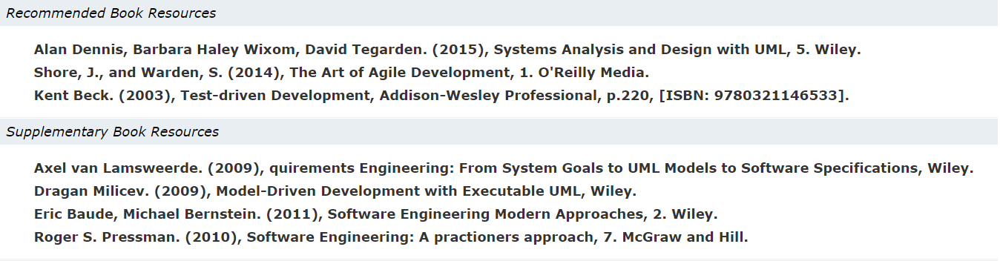 Recommended Book Resources
Alan Dennis, Barbara Haley Wixom, David Tegarden. (2015), Systems Analysis and Design with UML, 5. Wiley.
Shore, J., and Warden, S. (2014), The Art of Agile Development, 1. O'Reilly Media.
Kent Beck. (2003), Test-driven Development, Addison-Wesley Professional, p.220, [ISBN: 9780321146533].
Supplementary Book Resources
Axel van Lamsweerde. (2009), quirements Engineering: From System Goals to UML Models to Software Specifications, Wiley.
Dragan Milicev. (2009), Model-Driven Development with Executable UML, Wiley.
Eric Baude, Michael Bernstein. (2011), Software Engineering Modern Approaches, 2. Wiley.
Roger S. Pressman. (2010), Software Engineering: A practioners approach, 7. McGraw and Hill.